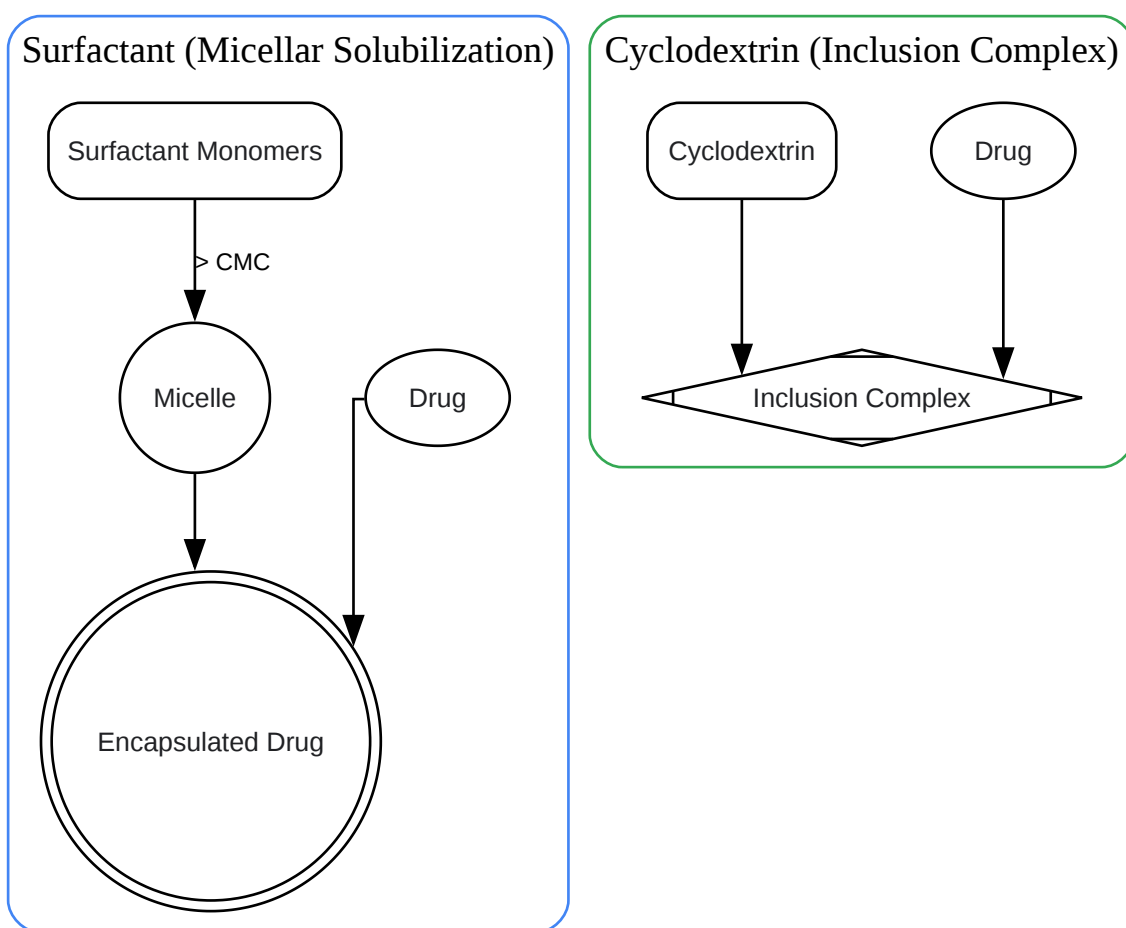 Surfactant (Micellar Solubilization)
Surfactant Monomers
> CMC
Micelle
Drug
Encapsulated Drug
Cyclodextrin (Inclusion Complex)
Cyclodextrin
Drug
Inclusion Complex